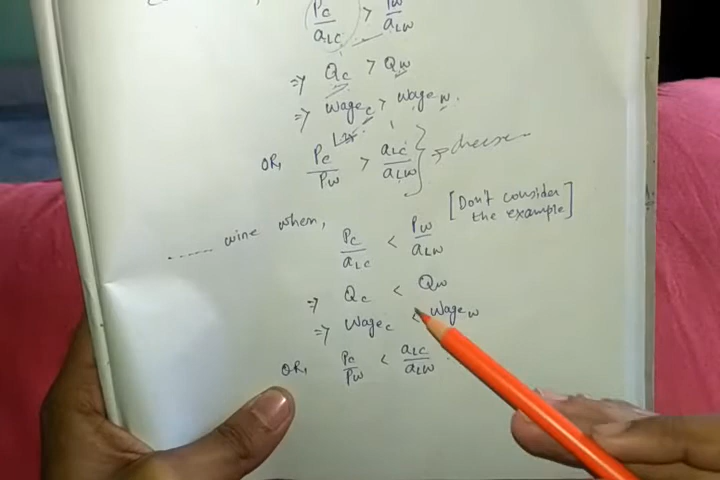 Pc/aLC > Pw/aLW
=> Qc > Qw
=> Wagec > Wagew.
OR, Pc/Pw > aLC/aLW } => cheese
...... wine when,
[Don't consider the example]
Pc/aLC < Pw/aLW
=> Qc < Qw
=> Wagec < Wagew
OR, Pc/Pw < aLC/aLW